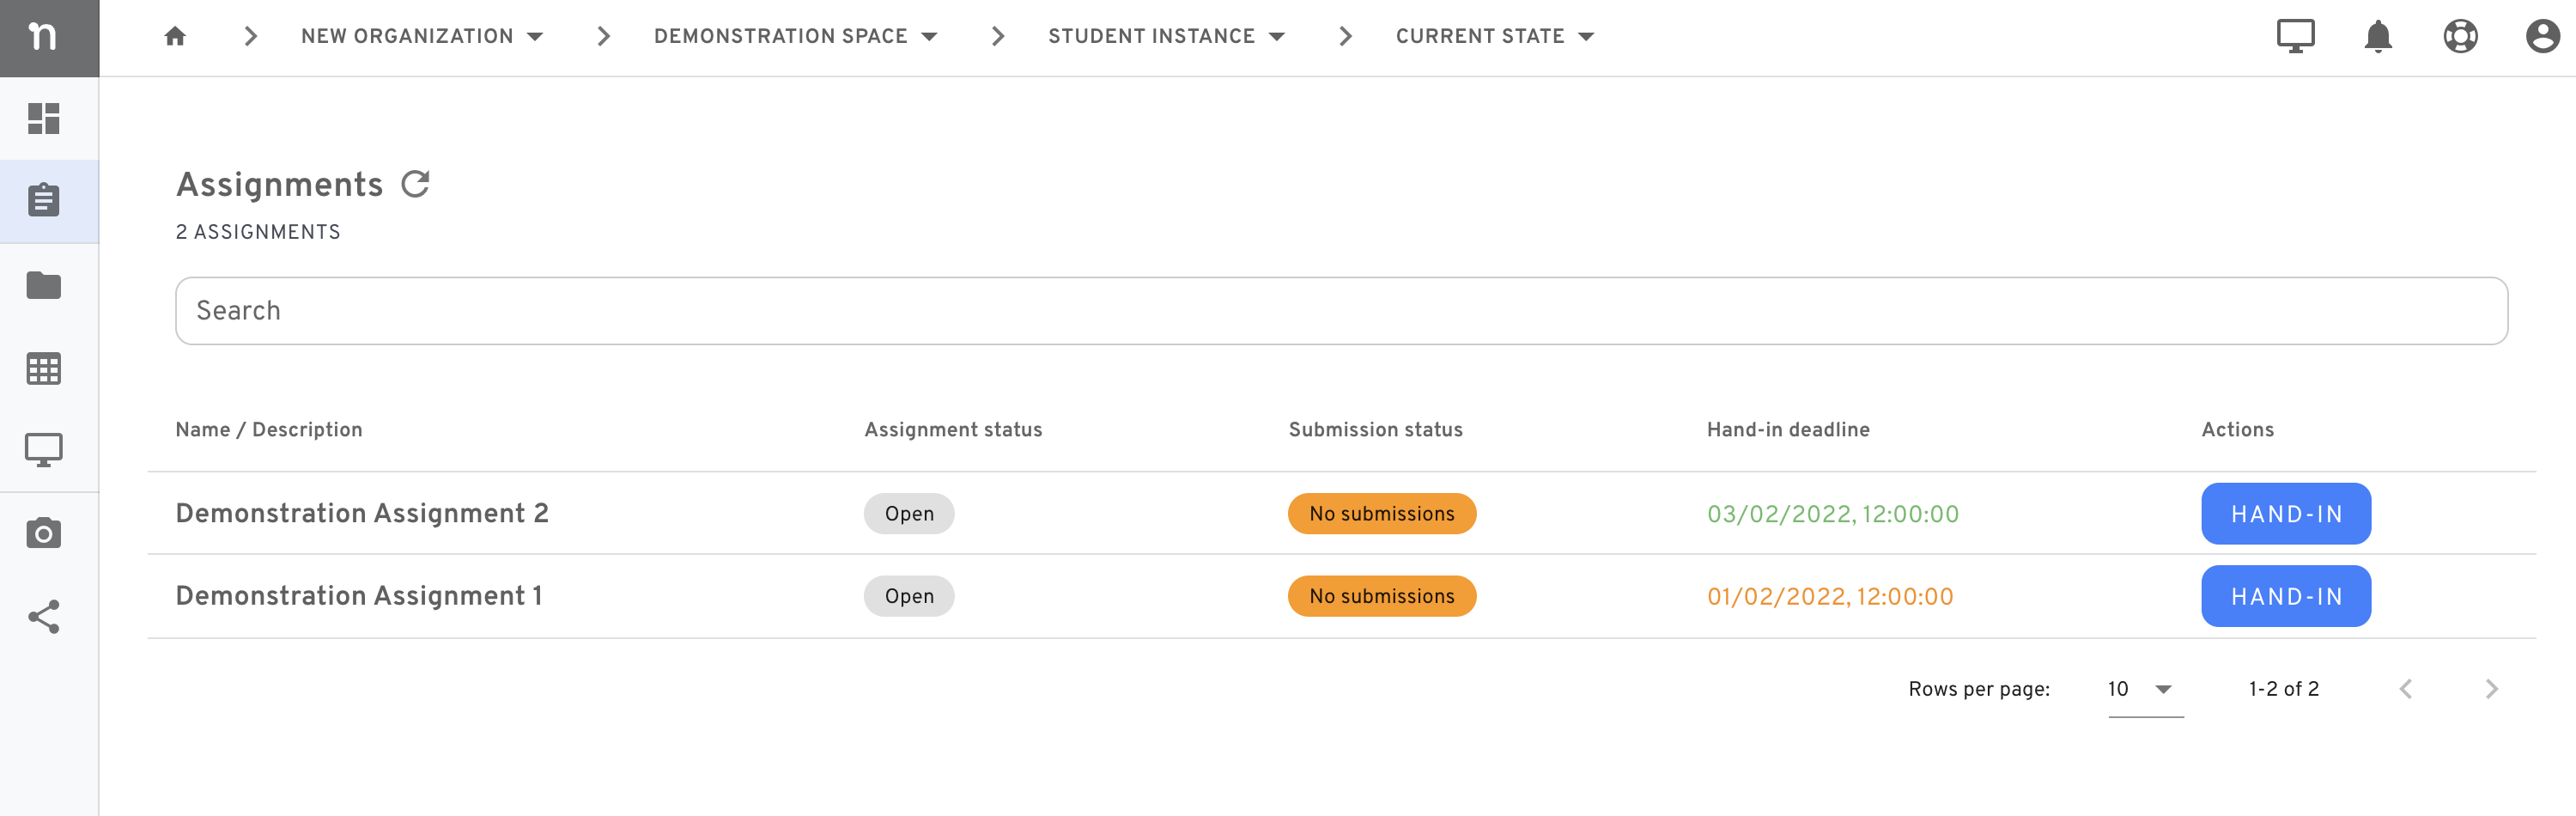 n
NEW ORGANIZATION DEMONSTRATION SPACE STUDENT INSTANCE CURRENT STATE
Assignments
2 ASSIGNMENTS
Search
Name / Description Assignment status Submission status Hand-in deadline Actions
Demonstration Assignment 2 Open No submissions 03/02/2022, 12:00:00 HAND-IN
Demonstration Assignment 1 Open No submissions 01/02/2022, 12:00:00 HAND-IN
Rows per page: 10 1-2 of 2